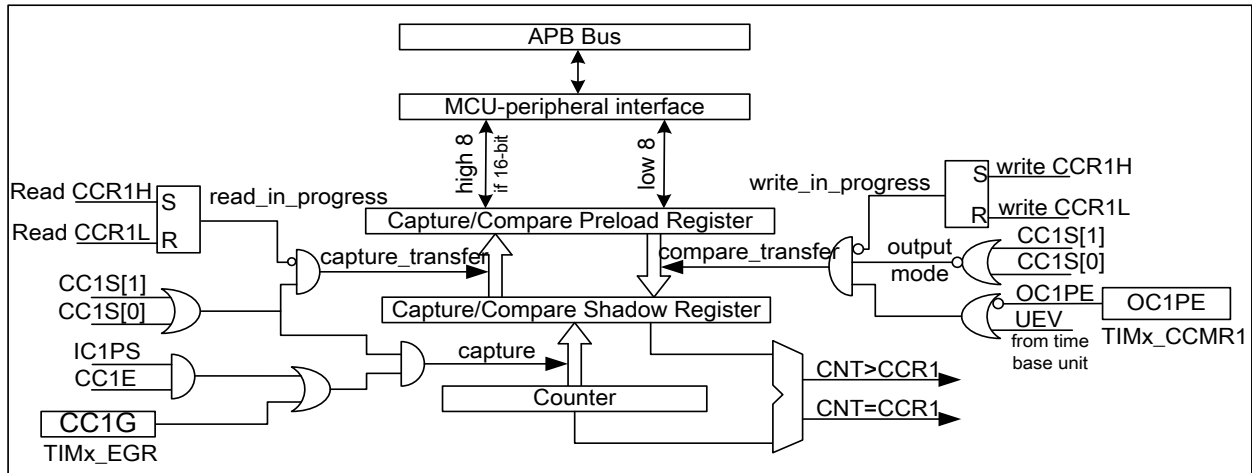 APB Bus
MCU-peripheral interface
high 8
if 16-bit
low 8
Read CCR1H
S
read_in_progress
Read CCR1L
R
write_in_progress
S
write CCR1H
R
write CCR1L
Capture/Compare Preload Register
capture_transfer
compare_transfer
output
mode
CC1S[1]
CC1S[0]
CC1S[1]
CC1S[0]
Capture/Compare Shadow Register
OC1PE
OC1PE
UEV
TIMx_CCMR1
from time
base unit
IC1PS
CC1E
capture
Counter
CNT>CCR1
CNT=CCR1
CC1G
TIMx_EGR